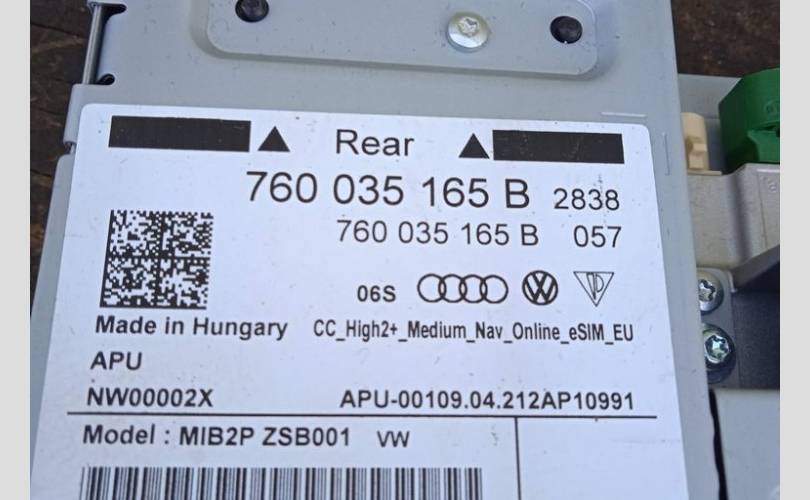 Rear
760 035 165 B 2838
760 035 165 B 057
06S
Made in Hungary CC_High2+_Medium_Nav_Online_eSIM_EU
APU
NW00002X APU-00109.04.212AP10991
Model : MIB2P ZSB001 VW